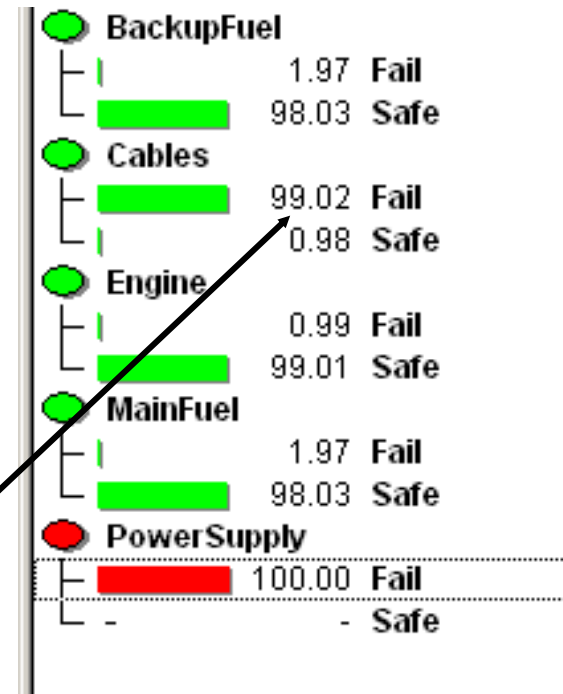 BackupFuel
1.97 Fail
98.03 Safe
Cables
99.02 Fail
0.98 Safe
Engine
0.99 Fail
99.01 Safe
MainFuel
1.97 Fail
98.03 Safe
PowerSupply
100.00 Fail
- - Safe